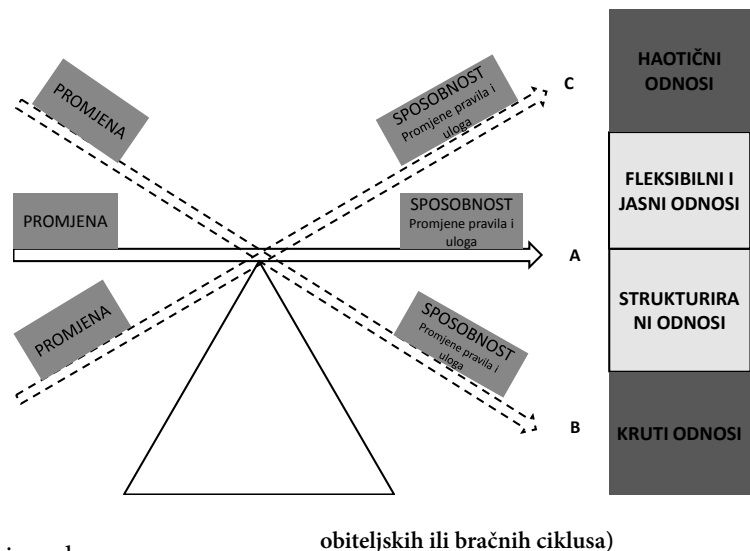 PROMJENA
SPOSOBNOST
Promjene pravila i
uloga
C
HAOTIČNI
ODNOSI
PROMJENA
SPOSOBNOST
Promjene pravila i
uloga
A
FLEKSIBILNI I
JASNI ODNOSI
PROMJENA
SPOSOBNOST
Promjene pravila i
uloga
B
STRUKTURIRA
NI ODNOSI
KRUTI ODNOSI
obiteljskih ili bračnih ciklusa)